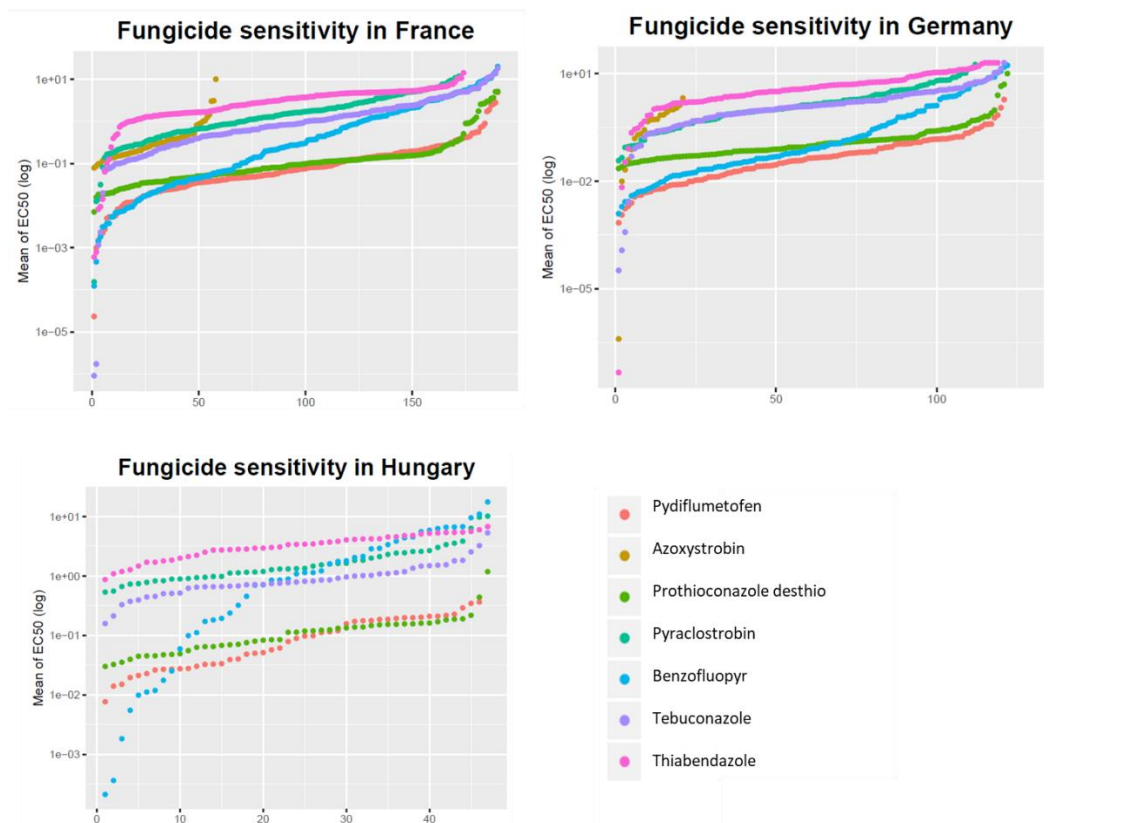 Fungicide sensitivity in France
Mean of EC50 (log)
1e+01
1e-01
1e-03
1e-05
0 50 100 150
Fungicide sensitivity in Germany
Mean of EC50 (log)
1e+01
1e-02
1e-05
0 50 100
Fungicide sensitivity in Hungary
Mean of EC50 (log)
1e+01
1e+00
1e-01
1e-02
1e-03
0 10 20 30 40
Pydiflumetofen
Azoxystrobin
Prothioconazole desthio
Pyraclostrobin
Benzofluopyr
Tebuconazole
Thiabendazole